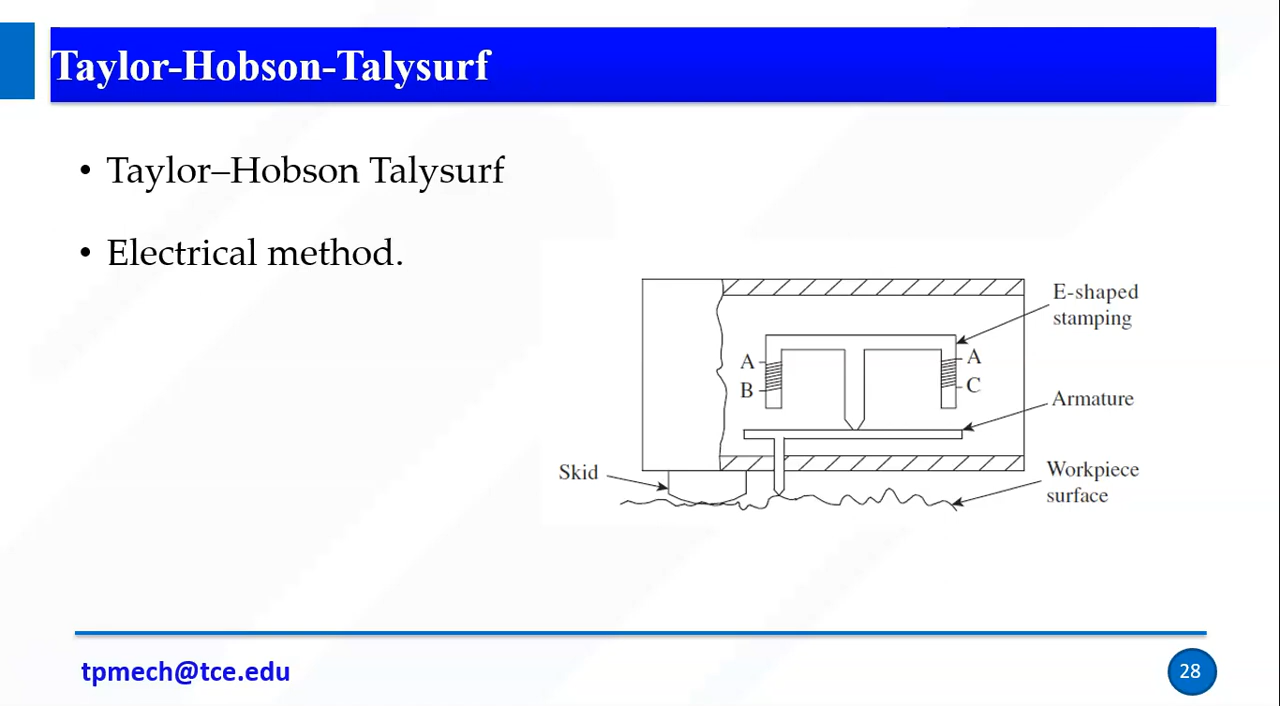 Taylor-Hobson-Talysurf
• Taylor–Hobson Talysurf
• Electrical method.
E-shaped
stamping
A
A
B
C
Armature
Skid
Workpiece
surface
tpmech@tce.edu
28